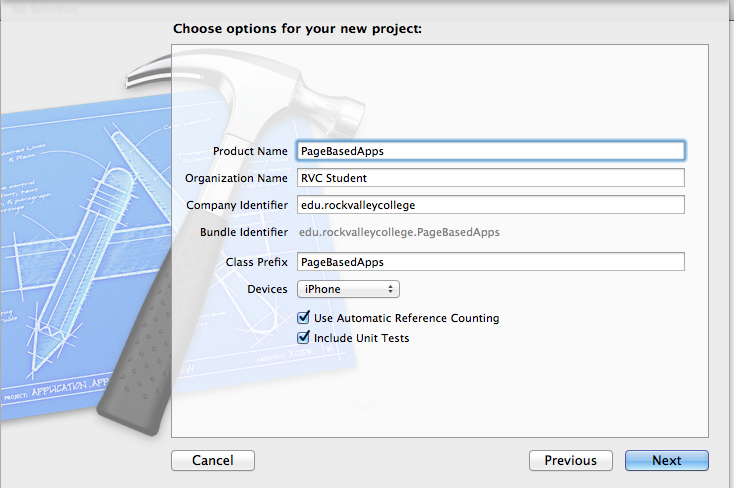 Choose options for your new project:
Product Name PageBasedApps
Organization Name RVC Student
Company Identifier edu.rockvalleycollege
Bundle Identifier edu.rockvalleycollege.PageBasedApps
Class Prefix PageBasedApps
Devices iPhone
Use Automatic Reference Counting
Include Unit Tests
PROJECT: APPLICATION.APP
Cancel Previous Next